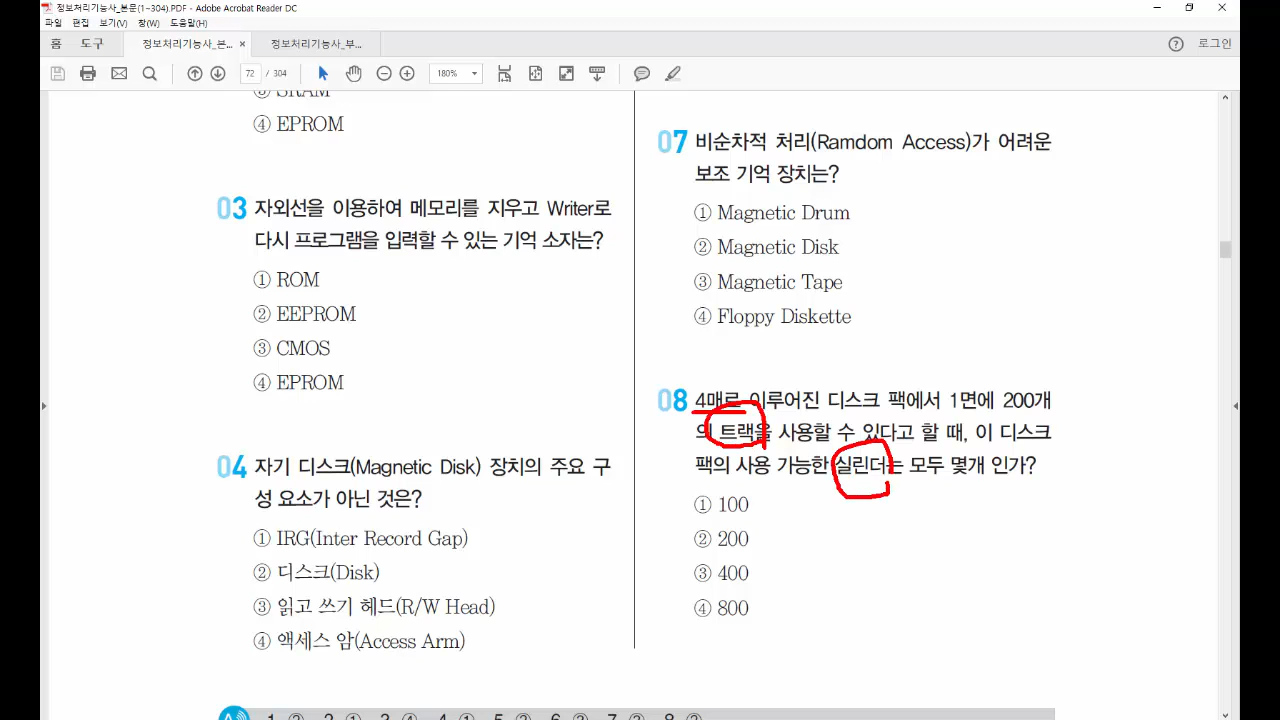 정보처리기능사_본문(1~304).PDF - Adobe Acrobat Reader DC
파일 편집 보기(V) 창(W) 도움말(H)
홈 도구 정보처리기능사_본... × 정보처리기능사_부... 로그인
72 / 304 180%
③ SRAM
④ EPROM
03 자외선을 이용하여 메모리를 지우고 Writer로
다시 프로그램을 입력할 수 있는 기억 소자는?
① ROM
② EEPROM
③ CMOS
④ EPROM
04 자기 디스크(Magnetic Disk) 장치의 주요 구
성 요소가 아닌 것은?
① IRG(Inter Record Gap)
② 디스크(Disk)
③ 읽고 쓰기 헤드(R/W Head)
④ 액세스 암(Access Arm)
07 비순차적 처리(Ramdom Access)가 어려운
보조 기억 장치는?
① Magnetic Drum
② Magnetic Disk
③ Magnetic Tape
④ Floppy Diskette
08 4매로 이루어진 디스크 팩에서 1면에 200개
의 트랙을 사용할 수 있다고 할 때, 이 디스크
팩의 사용 가능한 실린더는 모두 몇개 인가?
① 100
② 200
③ 400
④ 800